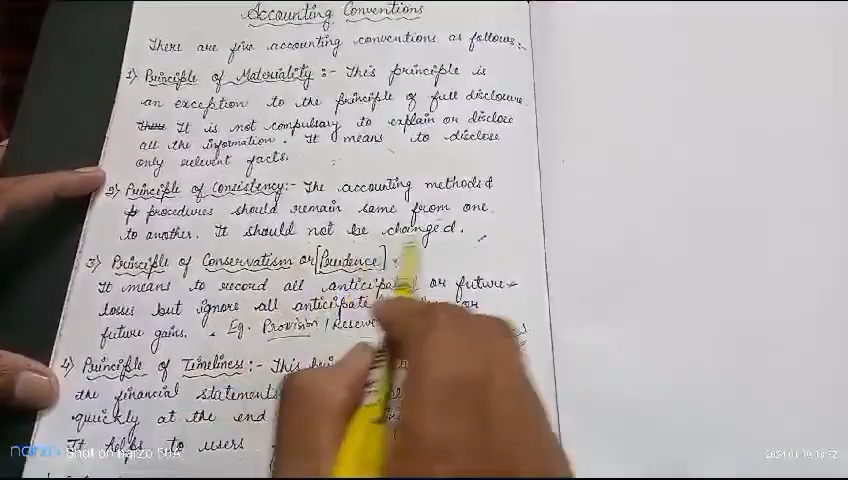 Accounting Conventions
There are five accounting conventions as follows:-
1) Principle of Materiality :- This principle is
an exception to the principle of full disclosure.
It is not compulsary to explain or disclose
all the information. It means to disclose
only relevent facts.
2) Principle of Consistency:- The accounting methods &
procedures should remain same from one
to another. It should not be changed.
3) Principle of Conservatism or [Prudence] :
It means to record all anticipated or future
losses but ignore all anticipate or
future gains. Eg. Provision / Reserve
4) Principle of Timeliness:- This
the financial statements
quickly at the end
It helps to users
narzo Shot on narzo 50A